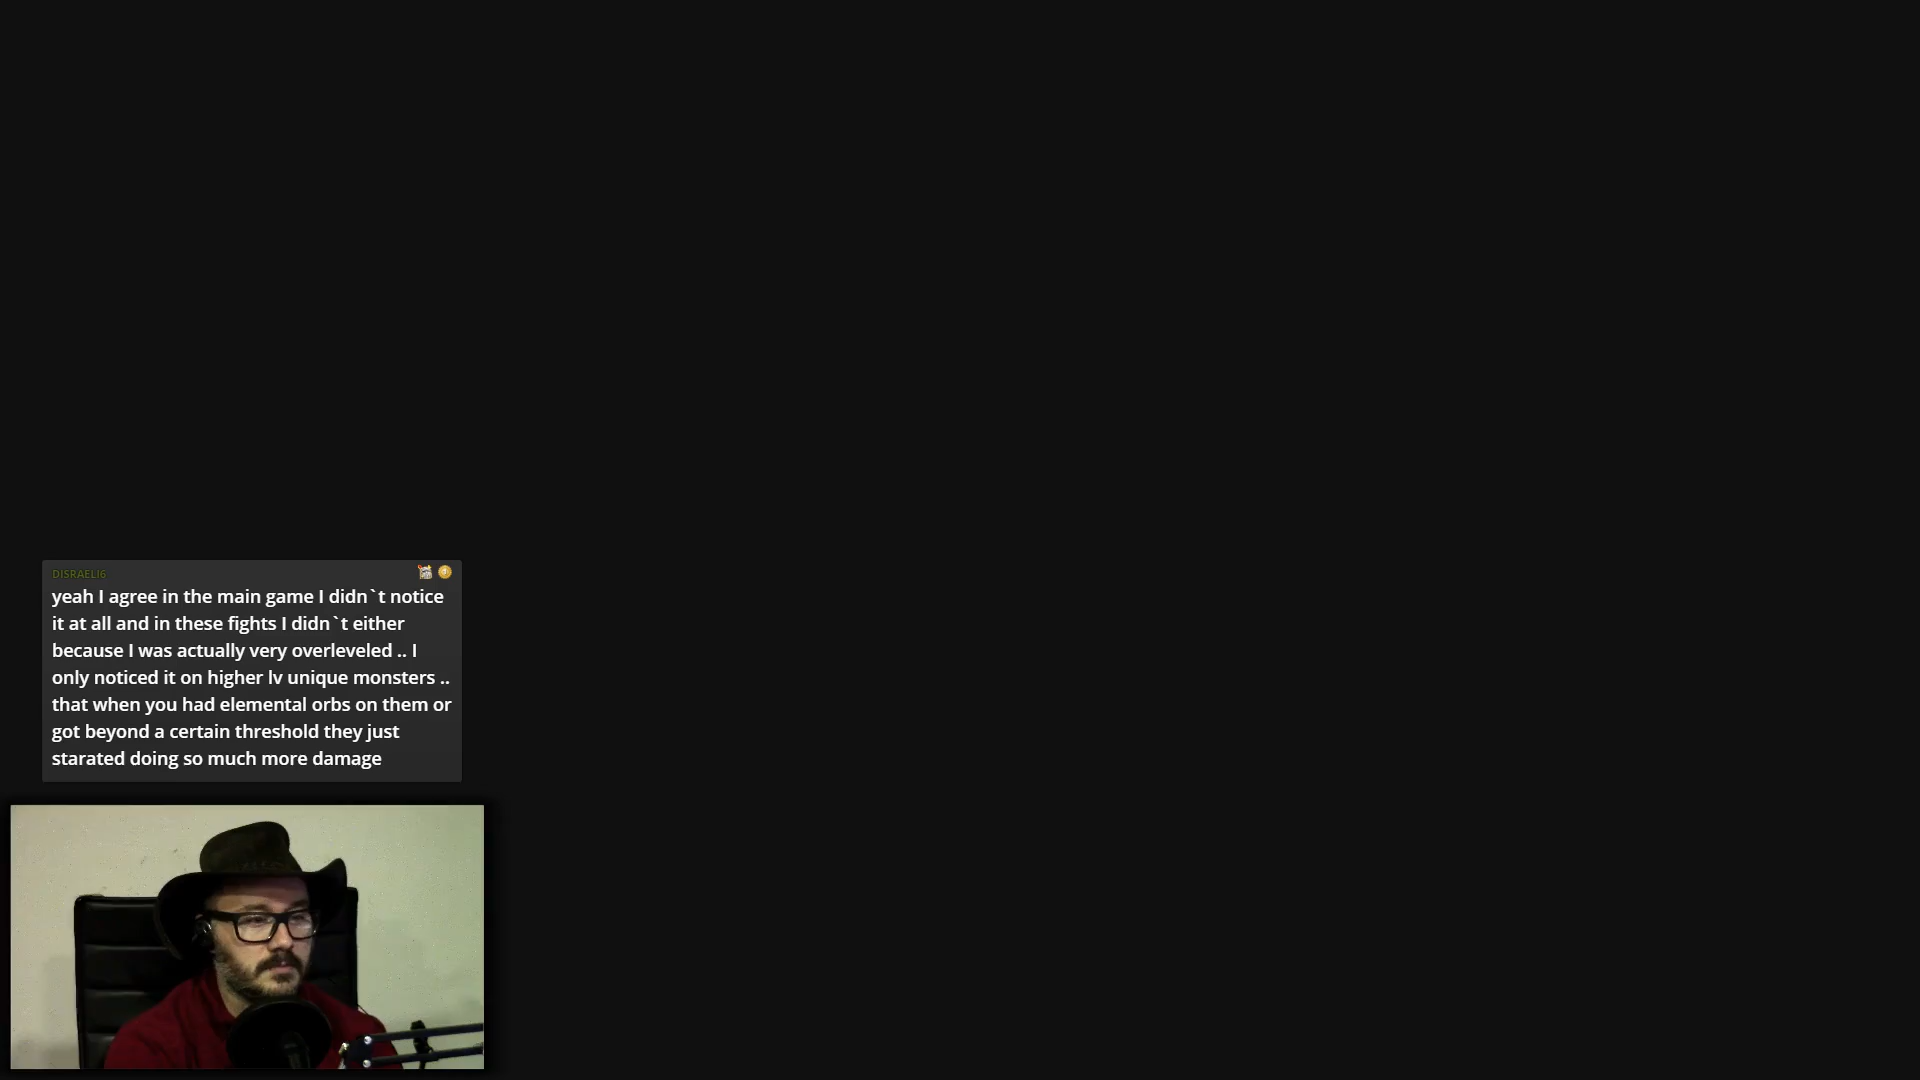 DISRAELI6
yeah I agree in the main game I didn`t notice
it at all and in these fights I didn`t either
because I was actually very overleveled .. I
only noticed it on higher lv unique monsters ..
that when you had elemental orbs on them or
got beyond a certain threshold they just
starated doing so much more damage